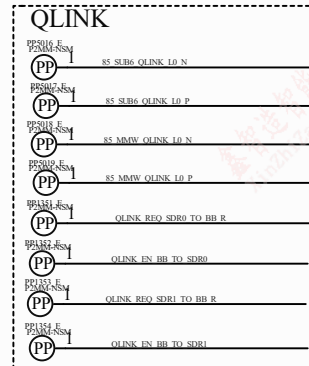 QLINK
PP5016_E
P2MM-NSM
PP 1 85_SUB6_QLINK_L0_N
PP5017_E
P2MM-NSM
PP 1 85_SUB6_QLINK_L0_P
PP5018_E
P2MM-NSM
PP 1 85_MMW_QLINK_L0_N
PP5019_E
P2MM-NSM
PP 1 85_MMW_QLINK_L0_P
PP1351_E
P2MM-NSM
PP 1 QLINK_REQ_SDR0_TO_BB_R
PP1352_E
P2MM-NSM
PP 1 QLINK_EN_BB_TO_SDR0
PP1353_E
P2MM-NSM
PP 1 QLINK_REQ_SDR1_TO_BB_R
PP1354_E
P2MM-NSM
PP 1 QLINK_EN_BB_TO_SDR1